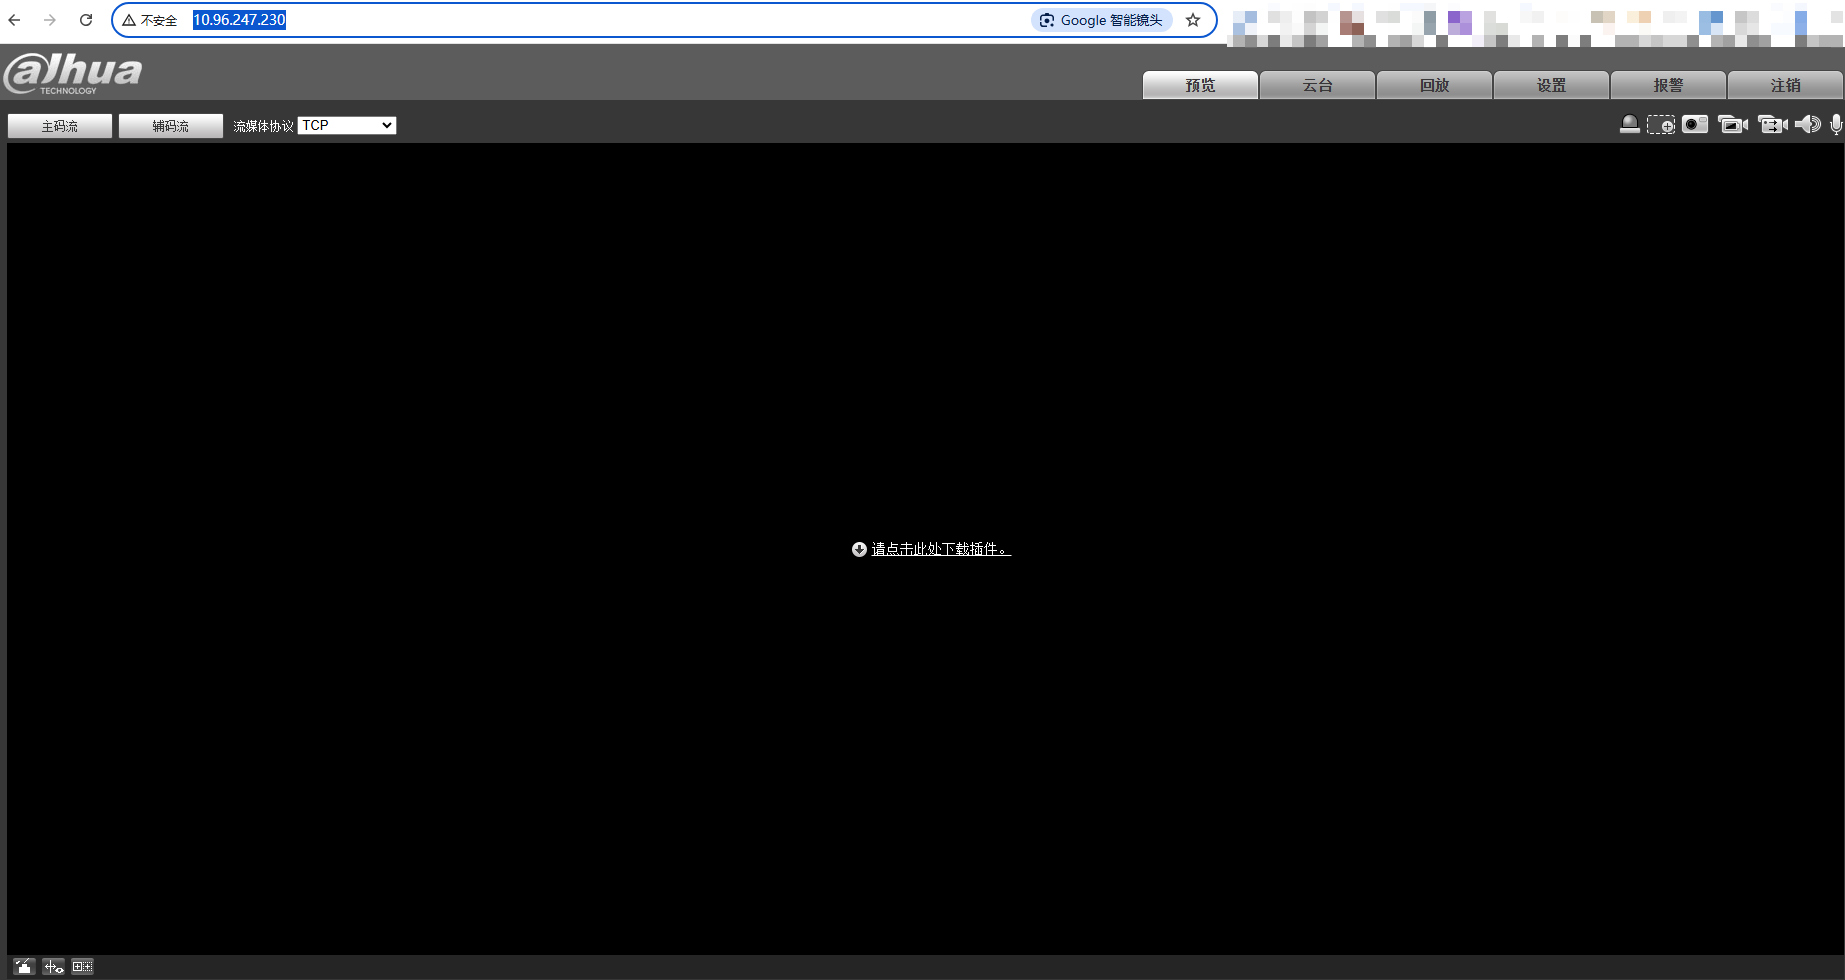 不安全 10.96.247.230 Google 智能镜头
alhua
TECHNOLOGY
预览 云台 回放 设置 报警 注销
主码流 辅码流 流媒体协议 TCP
请点击此处下载插件。